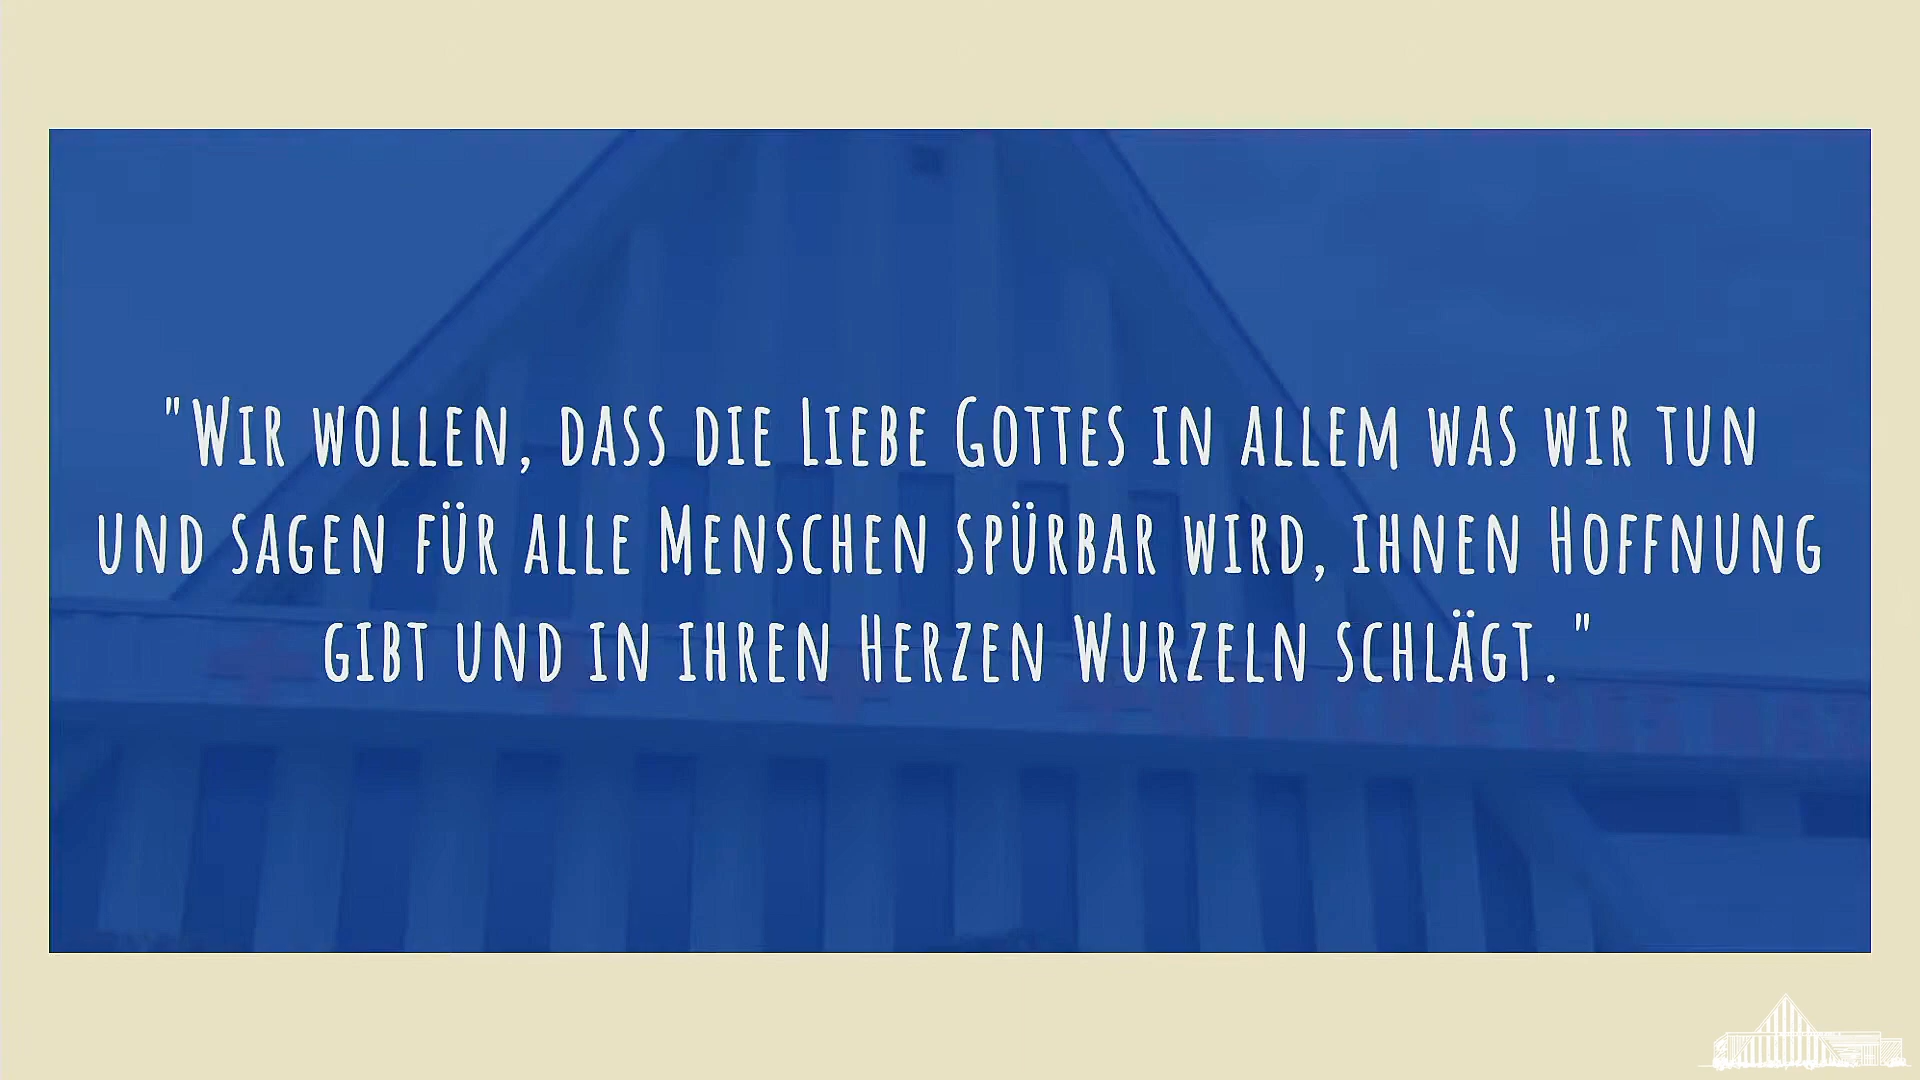 "Wir wollen, dass die Liebe Gottes in allem was wir tun
und sagen für alle Menschen spürbar wird, ihnen Hoffnung
gibt und in ihren Herzen Wurzeln schlägt."